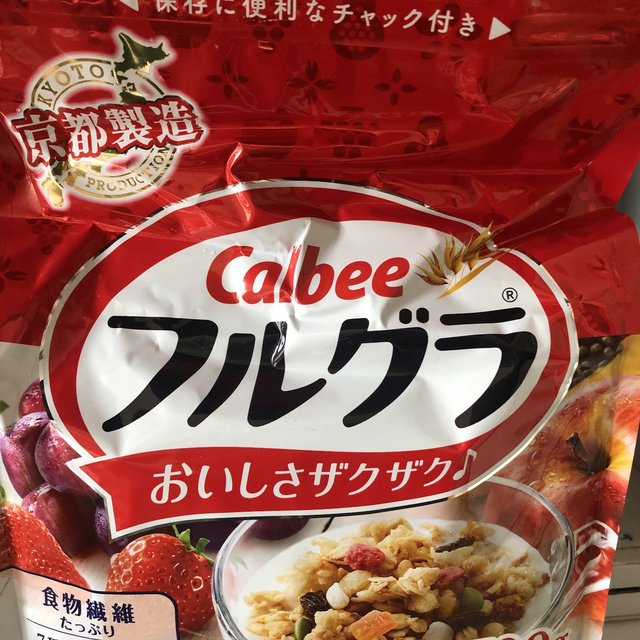 保存に便利なチャック付き
KYOTO
京都製造
PRODUCTION
Calbee
フルグラ®
おいしさザクザク♪
食物繊維
たっぷり